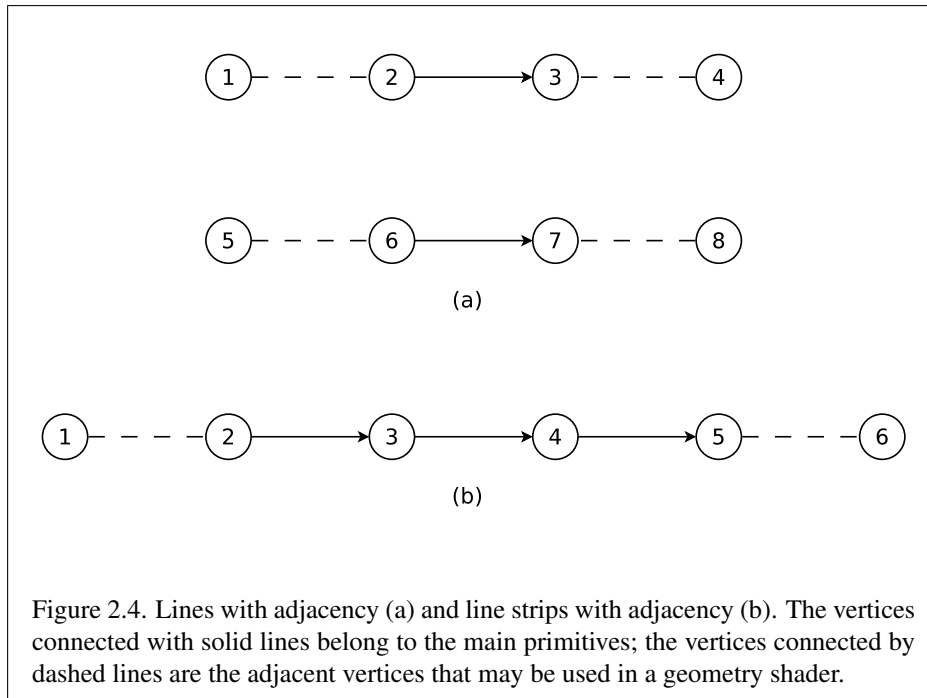 1 2 3 4
5 6 7 8
(a)
1 2 3 4 5 6
(b)
Figure 2.4. Lines with adjacency (a) and line strips with adjacency (b). The vertices
connected with solid lines belong to the main primitives; the vertices connected by
dashed lines are the adjacent vertices that may be used in a geometry shader.